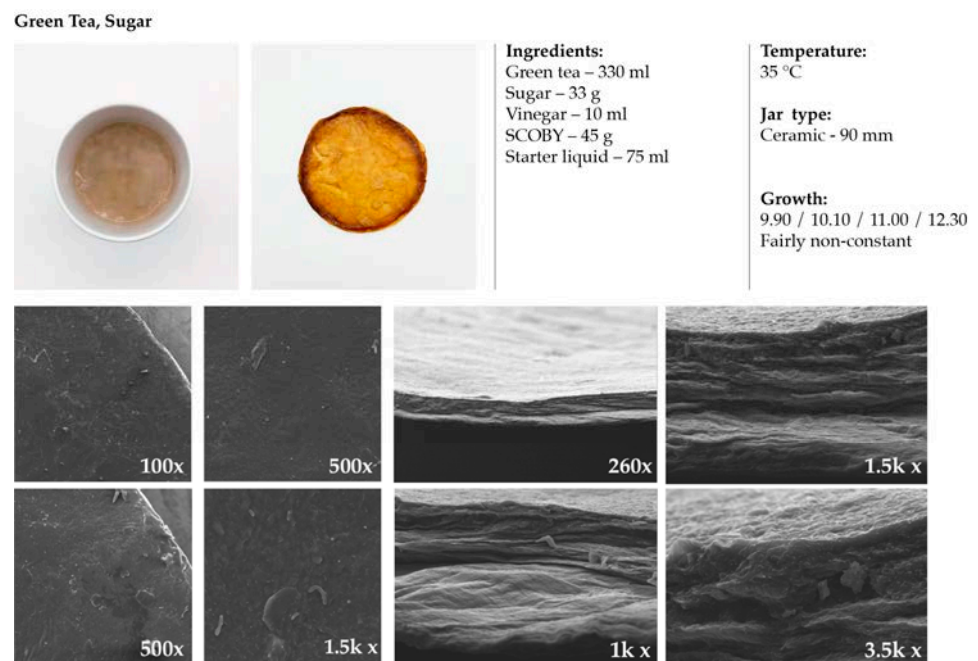 Green Tea, Sugar
Ingredients:
Green tea – 330 ml
Sugar – 33 g
Vinegar – 10 ml
SCOBY – 45 g
Starter liquid – 75 ml
Temperature:
35 °C
Jar type:
Ceramic - 90 mm
Growth:
9.90 / 10.10 / 11.00 / 12.30
Fairly non-constant
100x
500x
260x
1.5k x
500x
1.5k x
1k x
3.5k x